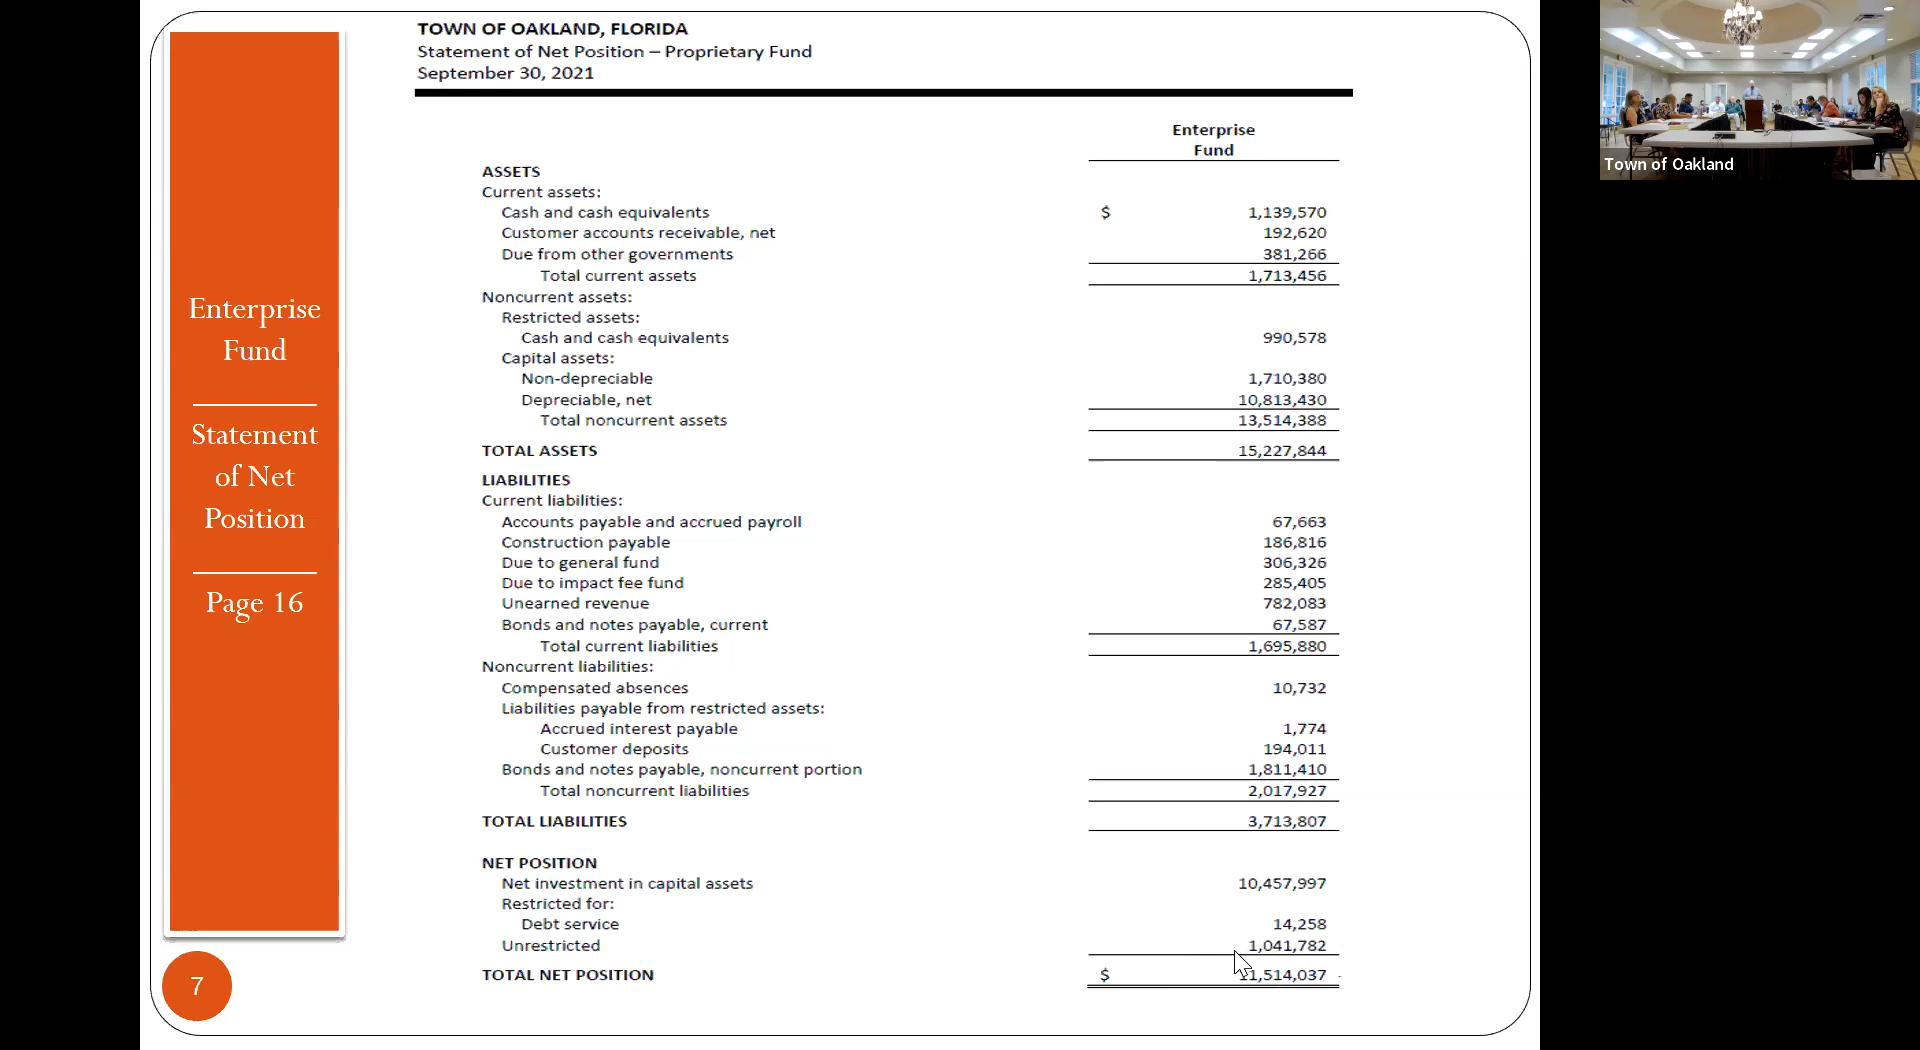 TOWN OF OAKLAND, FLORIDA
Statement of Net Position – Proprietary Fund
September 30, 2021
Enterprise
Fund
ASSETS
Current assets:
Cash and cash equivalents $ 1,139,570
Customer accounts receivable, net 192,620
Due from other governments 381,266
Total current assets 1,713,456
Noncurrent assets:
Restricted assets:
Cash and cash equivalents 990,578
Capital assets:
Non-depreciable 1,710,380
Depreciable, net 10,813,430
Total noncurrent assets 13,514,388
TOTAL ASSETS 15,227,844
LIABILITIES
Current liabilities:
Accounts payable and accrued payroll 67,663
Construction payable 186,816
Due to general fund 306,326
Due to impact fee fund 285,405
Unearned revenue 782,083
Bonds and notes payable, current 67,587
Total current liabilities 1,695,880
Noncurrent liabilities:
Compensated absences 10,732
Liabilities payable from restricted assets:
Accrued interest payable 1,774
Customer deposits 194,011
Bonds and notes payable, noncurrent portion 1,811,410
Total noncurrent liabilities 2,017,927
TOTAL LIABILITIES 3,713,807
NET POSITION
Net investment in capital assets 10,457,997
Restricted for:
Debt service 14,258
Unrestricted 1,041,782
TOTAL NET POSITION $ 11,514,037
Enterprise
Fund
Statement
of Net
Position
Page 16
7
Town of Oakland